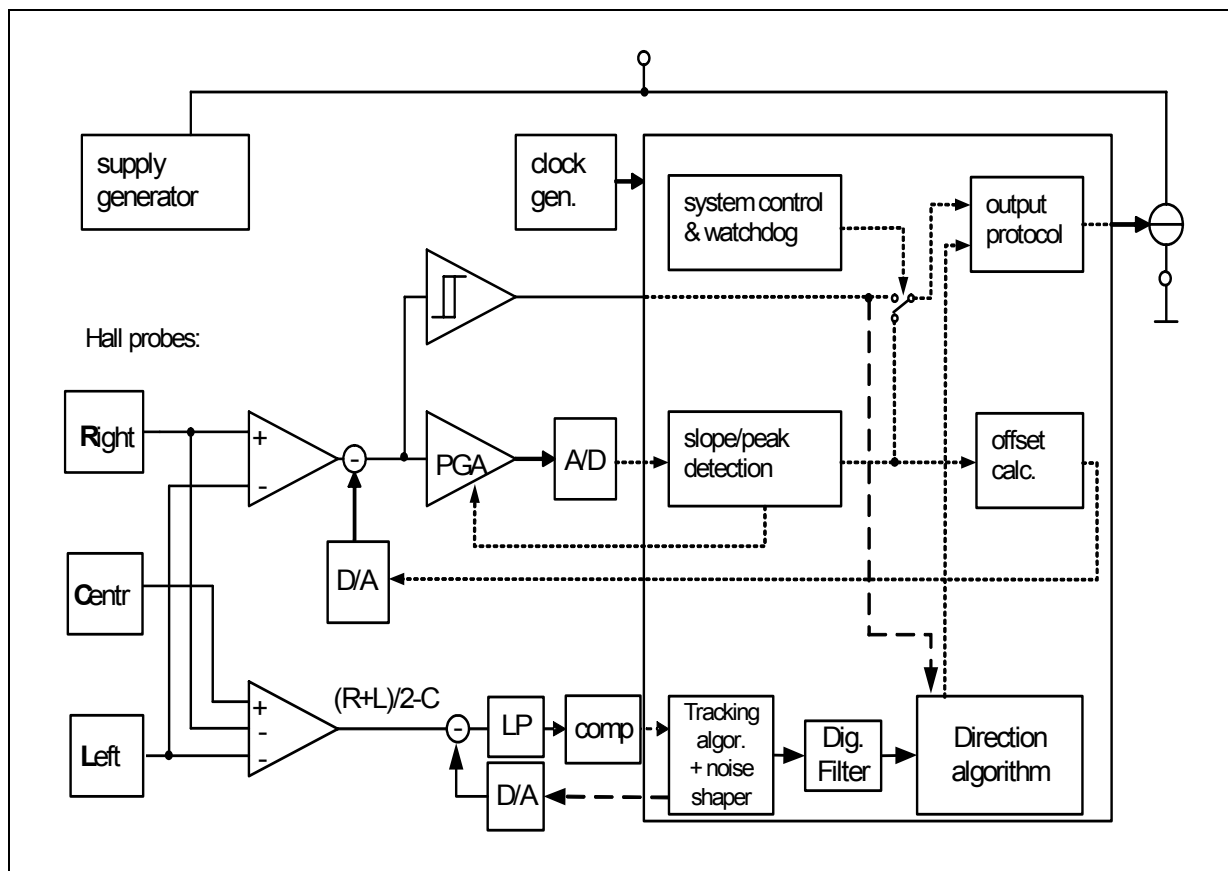 supply
generator
clock
gen.
system control
& watchdog
output
protocol
Hall probes:
Right
+
-
-
PGA
A/D
slope/peak
detection
offset
calc.
Centr
D/A
Left
+
-
-
(R+L)/2-C
-
LP
comp
D/A
Tracking
algor.
+ noise
shaper
Dig.
Filter
Direction
algorithm